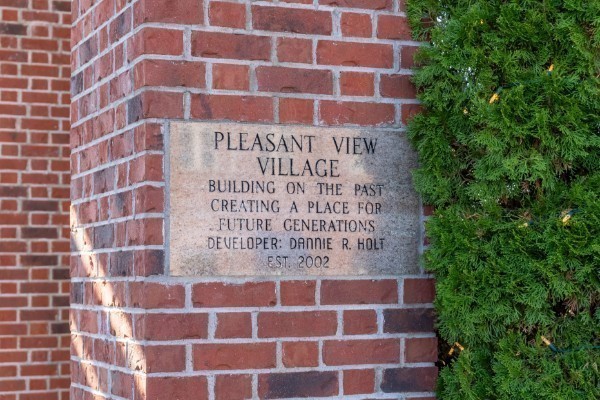 PLEASANT VIEW
VILLAGE
BUILDING ON THE PAST
CREATING A PLACE FOR
FUTURE GENERATIONS
DEVELOPER: DANNIE R. HOLT
EST. 2002